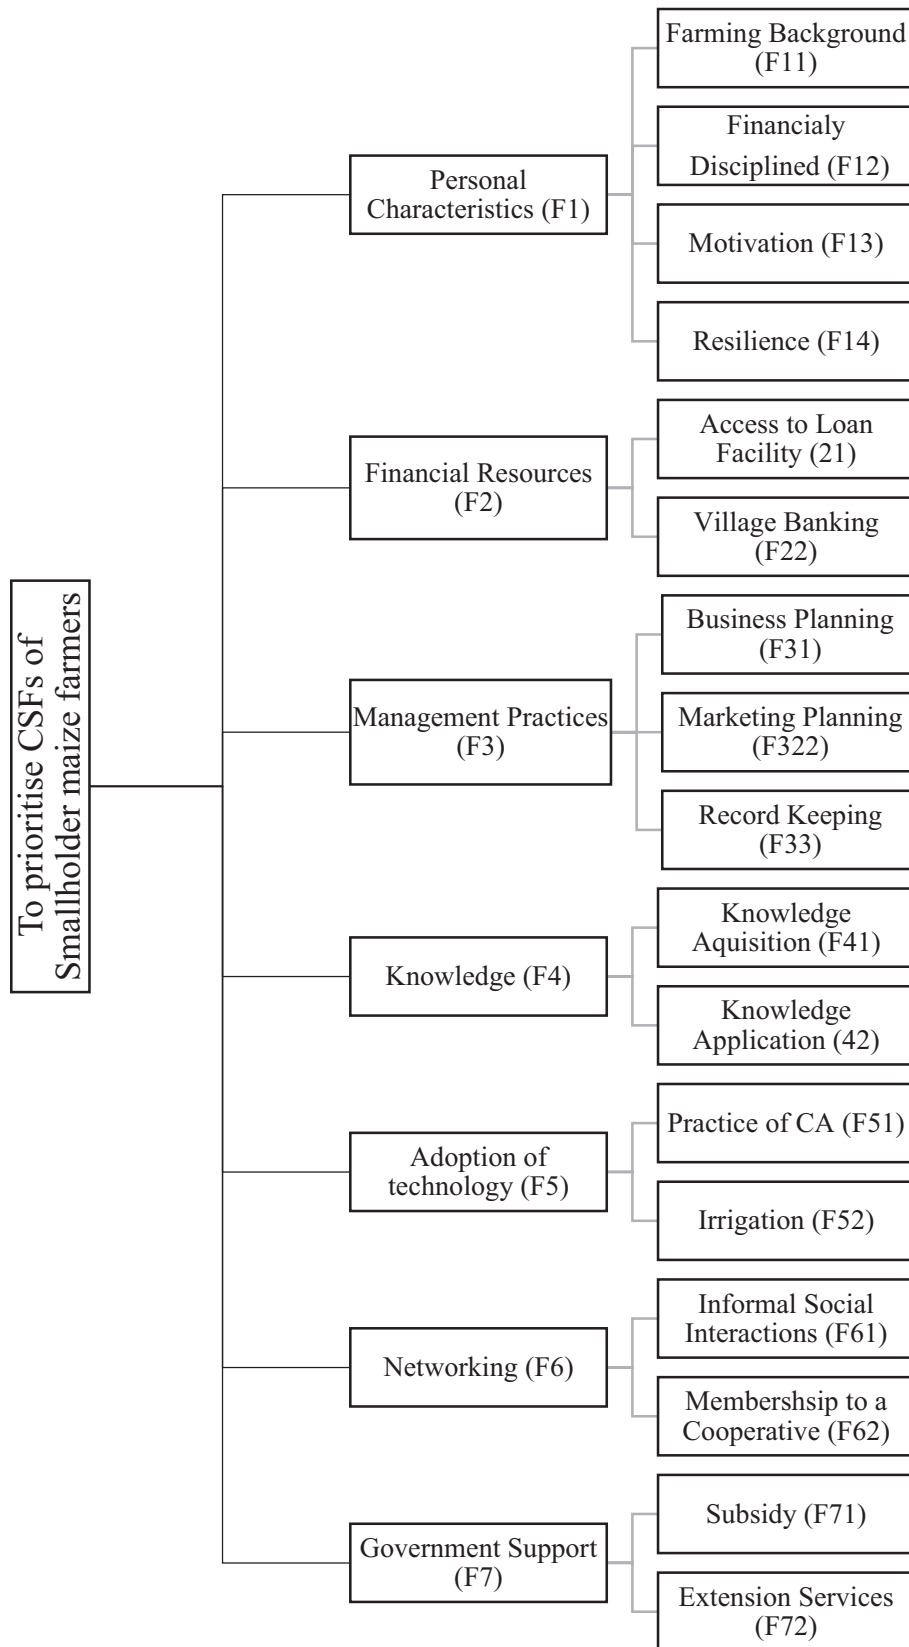 To prioritise CSFs of
Smallholder maize farmers
Personal
Characteristics (F1)
Farming Background
(F11)
Financialy
Disciplined (F12)
Motivation (F13)
Resilience (F14)
Financial Resources
(F2)
Access to Loan
Facility (21)
Village Banking
(F22)
Management Practices
(F3)
Business Planning
(F31)
Marketing Planning
(F322)
Record Keeping
(F33)
Knowledge (F4)
Knowledge
Aquisition (F41)
Knowledge
Application (42)
Adoption of
technology (F5)
Practice of CA (F51)
Irrigation (F52)
Networking (F6)
Informal Social
Interactions (F61)
Membershsip to a
Cooperative (F62)
Government Support
(F7)
Subsidy (F71)
Extension Services
(F72)